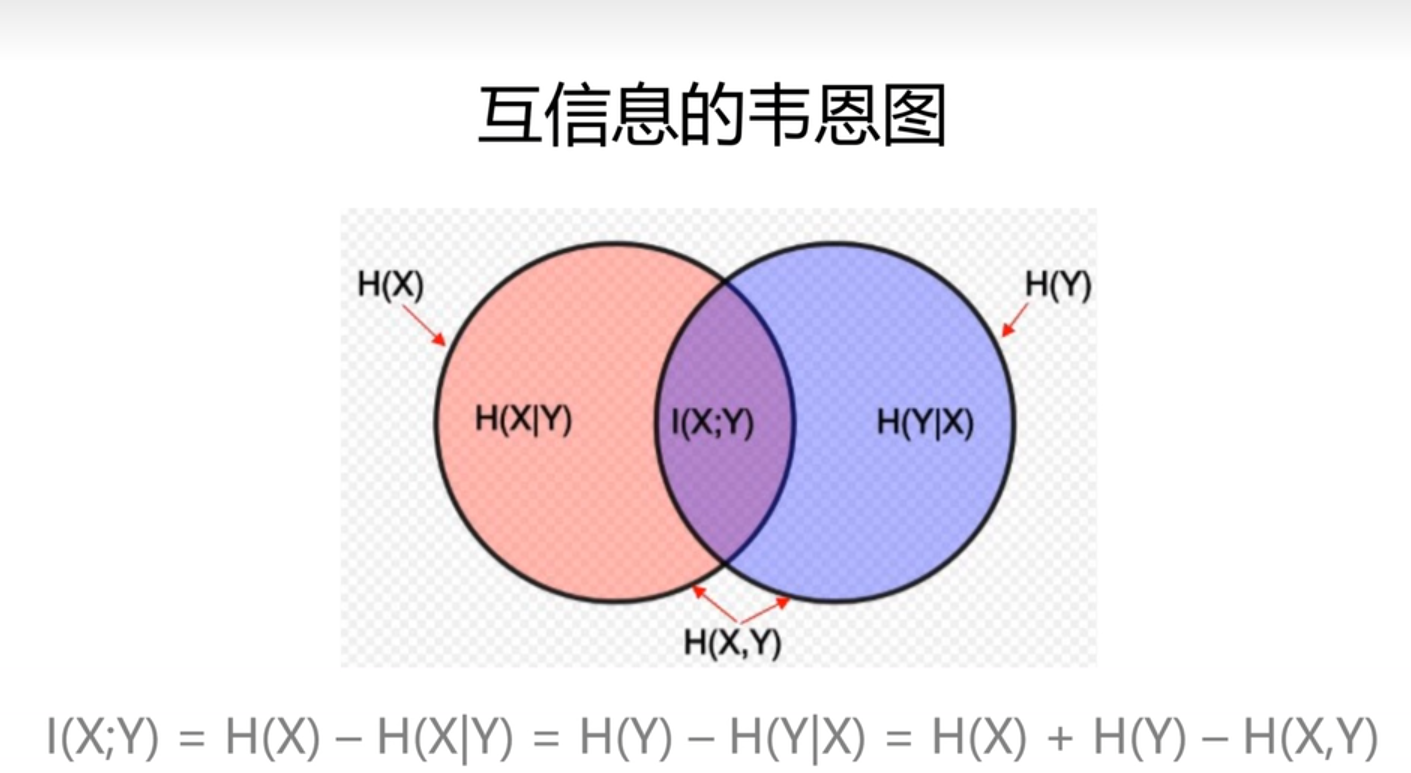 互信息的韦恩图
H(X)
H(Y)
H(X|Y)
I(X;Y)
H(Y|X)
H(X,Y)
I(X;Y) = H(X) – H(X|Y) = H(Y) – H(Y|X) = H(X) + H(Y) – H(X,Y)